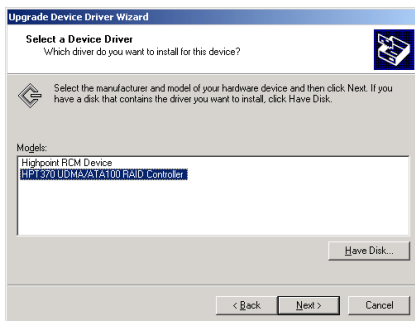 Upgrade Device Driver Wizard
Select a Device Driver
Which driver do you want to install for this device?
Select the manufacturer and model of your hardware device and then click Next. If you
have a disk that contains the driver you want to install, click Have Disk.
Models:
Highpoint RCM Device
HPT370 UDMA/ATA100 RAID Controller
Have Disk...
< Back
Next >
Cancel